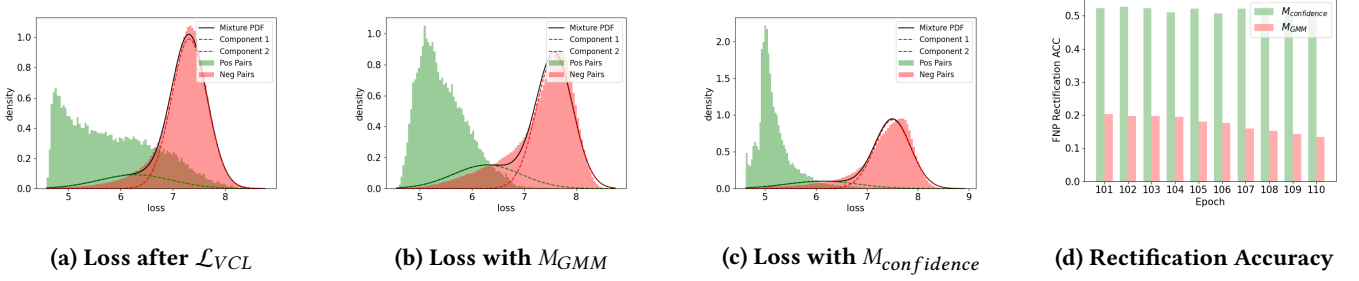 1.0
0.8
0.6
0.4
0.2
0.0
density
5 6 7 8
loss
Mixture PDF
Component 1
Component 2
Pos Pairs
Neg Pairs
(a) Loss after ℒVCL
1.0
0.8
0.6
0.4
0.2
0.0
density
5 6 7 8
loss
Mixture PDF
Component 1
Component 2
Pos Pairs
Neg Pairs
(b) Loss with MGMM
2.0
1.5
1.0
0.5
0.0
density
5 6 7 8 9
loss
Mixture PDF
Component 1
Component 2
Pos Pairs
Neg Pairs
(c) Loss with Mconfidence
0.5
0.4
0.3
0.2
0.1
0.0
FNP Rectification ACC
101 102 103 104 105 106 107 108 109 110
Epoch
Mconfidence
MGMM
(d) Rectification Accuracy